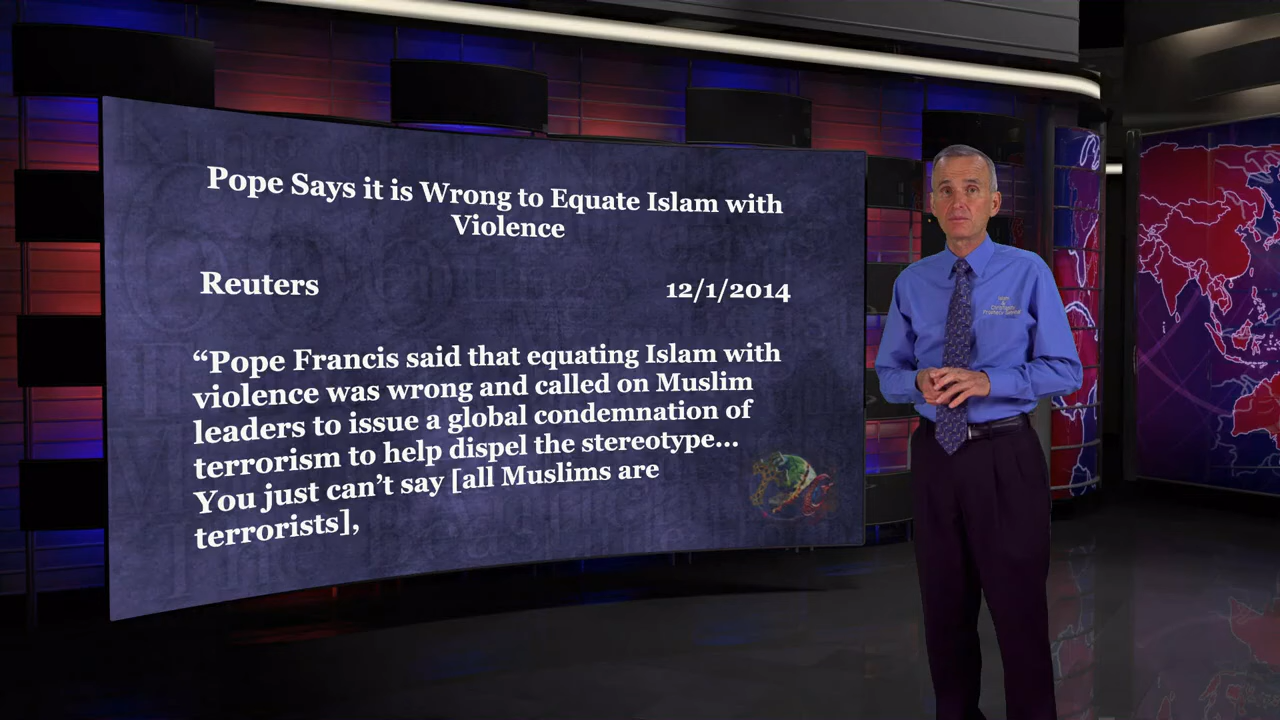 Pope Says it is Wrong to Equate Islam with
Violence
Reuters 12/1/2014
“Pope Francis said that equating Islam with
violence was wrong and called on Muslim
leaders to issue a global condemnation of
terrorism to help dispel the stereotype...
You just can’t say [all Muslims are
terrorists],
Islam
&
Christianity